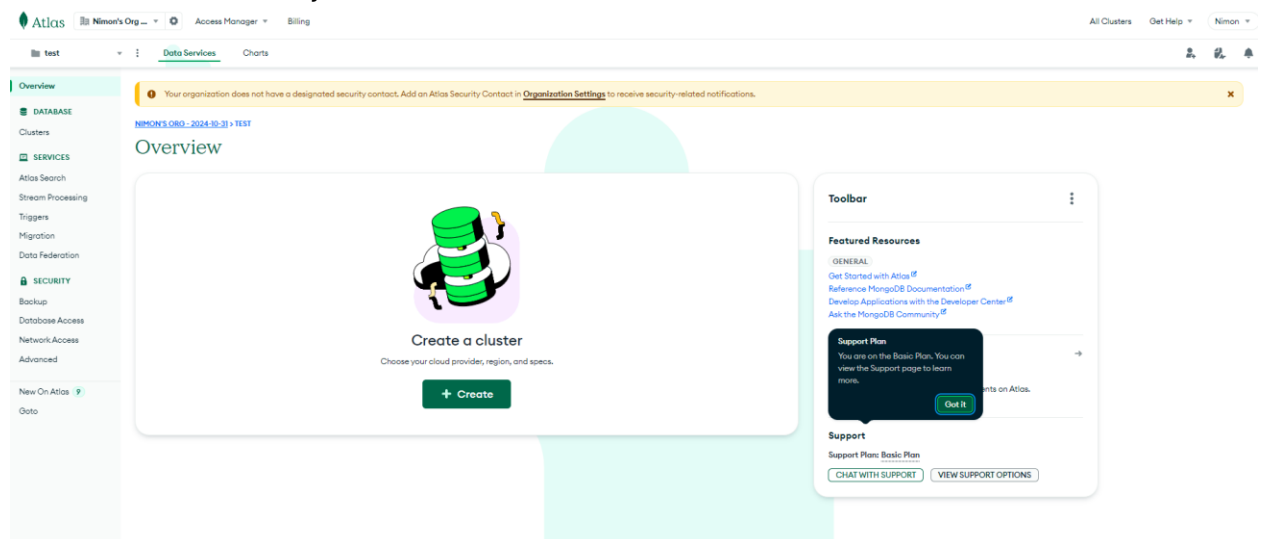 Atlas
Nimon's Org ...
Access Manager
Billing
All Clusters
Get Help
Nimon
test
Data Services
Charts
Overview
DATABASE
Clusters
SERVICES
Atlas Search
Stream Processing
Triggers
Migration
Data Federation
SECURITY
Backup
Database Access
Network Access
Advanced
New On Atlas 9
Goto
Your organization does not have a designated security contact. Add an Atlas Security Contact in Organization Settings to receive security-related notifications.
NIMON'S ORG - 2024-10-31 > TEST
Overview
Create a cluster
Choose your cloud provider, region, and specs.
+ Create
Toolbar
Featured Resources
GENERAL
Get Started with Atlas
Reference MongoDB Documentation
Develop Applications with the Developer Center
Ask the MongoDB Community
Support Plan
You are on the Basic Plan. You can
view the Support page to learn
more.
Got it
nts on Atlas.
Support
Support Plan: Basic Plan
CHAT WITH SUPPORT
VIEW SUPPORT OPTIONS